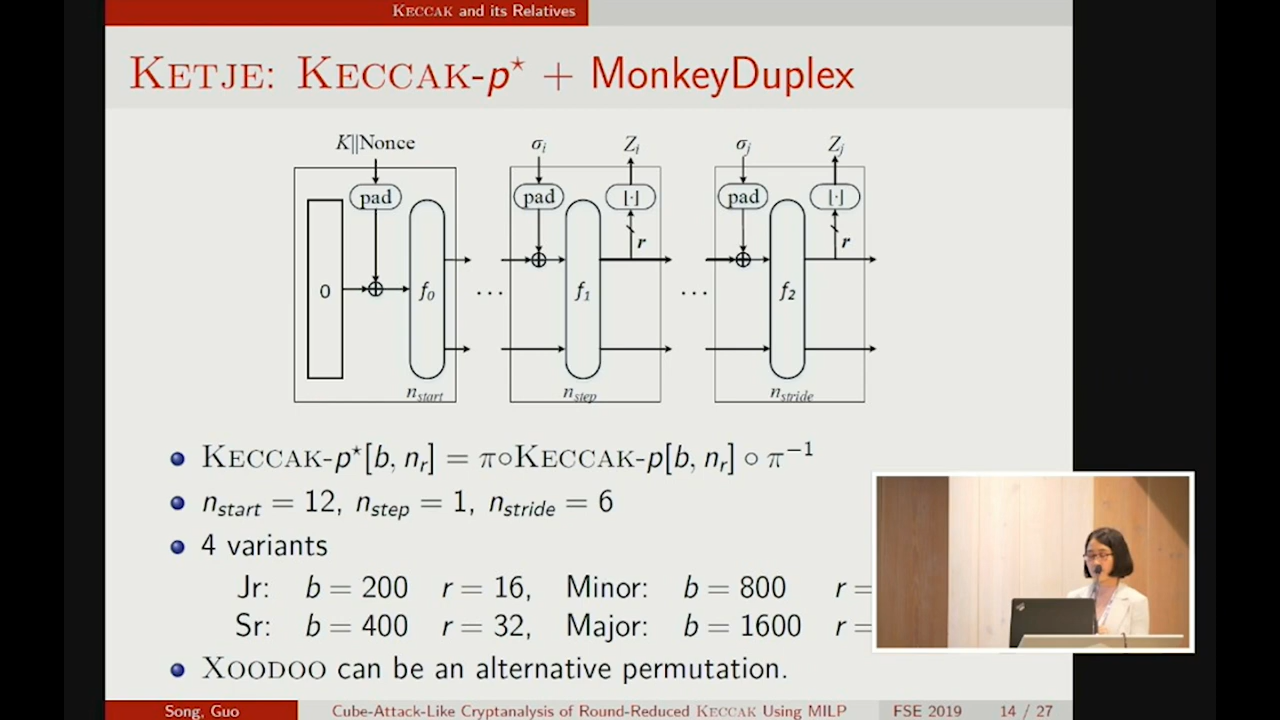 KECCAK and its Relatives
KETJE: KECCAK-p⋆ + MonkeyDuplex
K||Nonce σi Zi σj Zj
pad pad [·] pad [·]
r r
0 f0 ... f1 ... f2
nstart nstep nstride
KECCAK-p⋆[b, nr] = π∘KECCAK-p[b, nr] ∘ π−1
nstart = 12, nstep = 1, nstride = 6
4 variants
Jr: b = 200 r = 16, Minor: b = 800 r =
Sr: b = 400 r = 32, Major: b = 1600 r =
XOODOO can be an alternative permutation.
Song, Guo Cube-Attack-Like Cryptanalysis of Round-Reduced KECCAK Using MILP FSE 2019 14 / 27